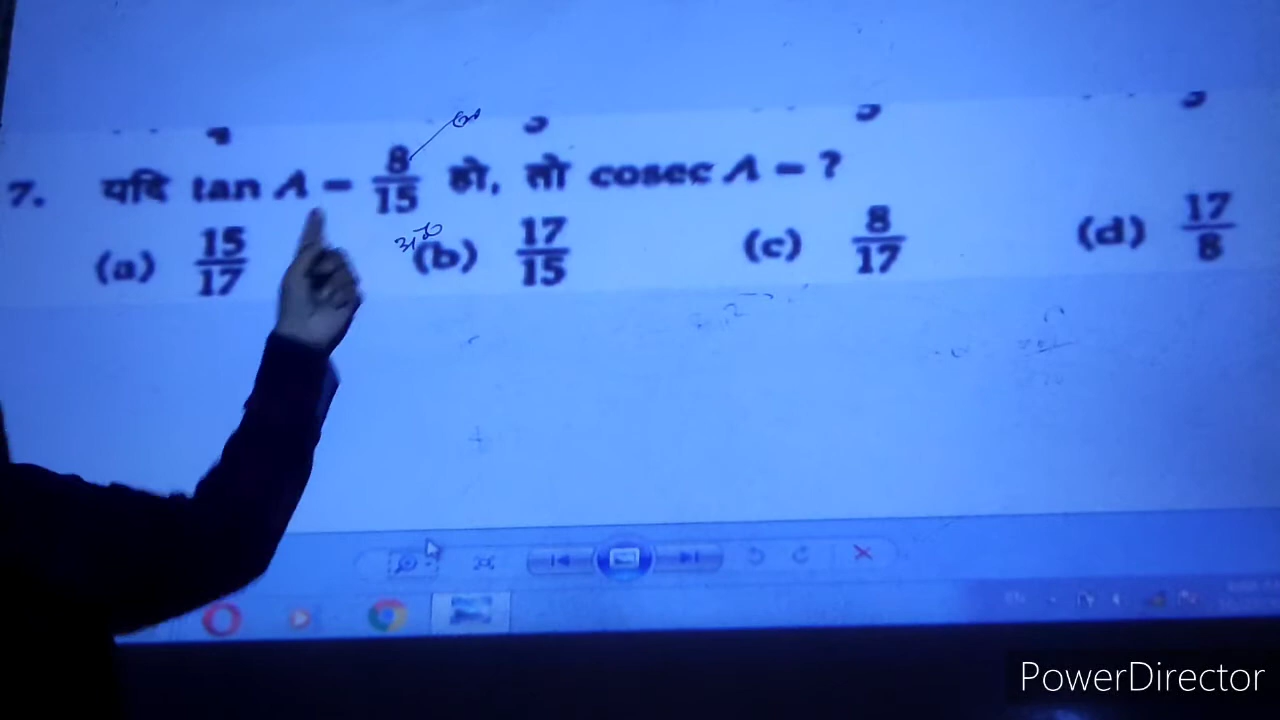 7. यदि tan A = 8/15 हो, तो cosec A = ?
(a) 15/17 (b) 17/15 (c) 8/17 (d) 17/8
PowerDirector